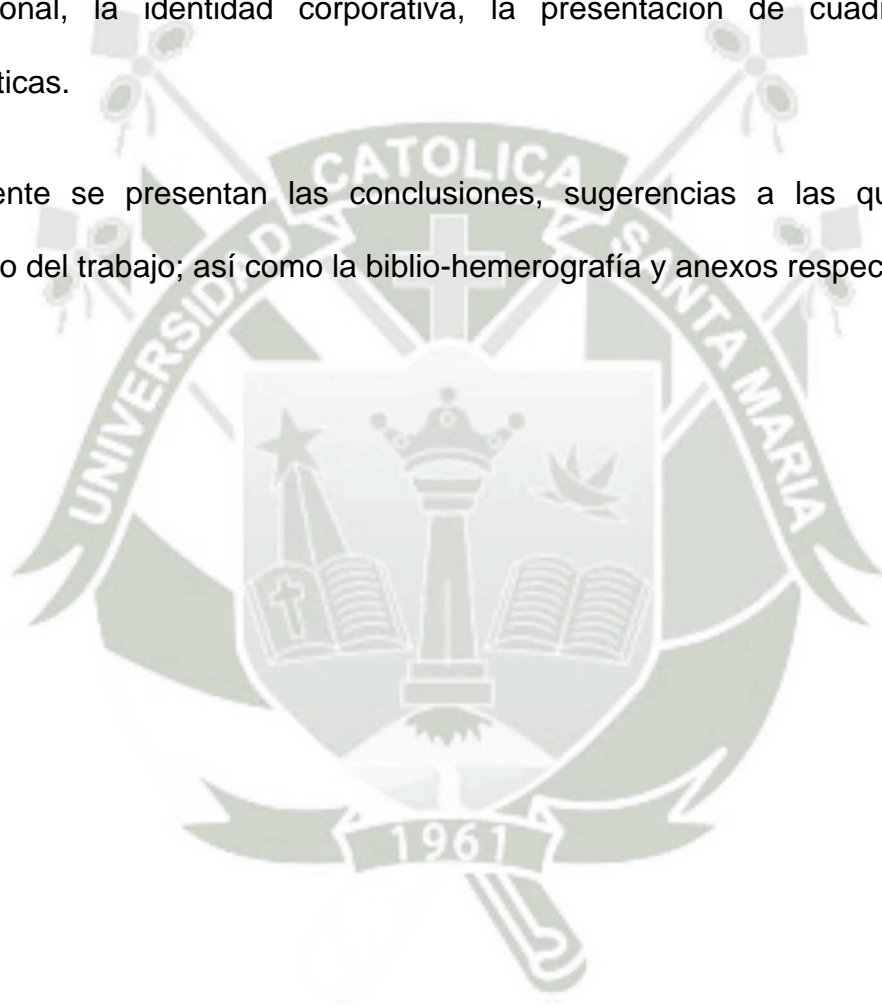 onal, la identidad corporativa, la presentación de cuad
ticas.
ente se presentan las conclusiones, sugerencias a las qu
o del trabajo; así como la biblio-hemerografía y anexos respec
UNIVERSIDAD CATOLICA SANTA MARIA
1961